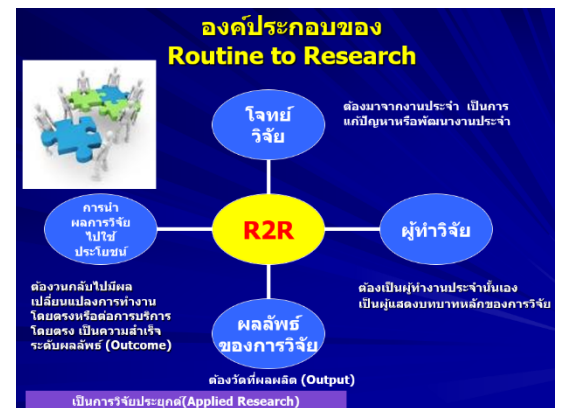 องค์ประกอบของ
Routine to Research
โจทย์
วิจัย
ต้องมาจากงานประจำ เป็นการ
แก้ปัญหาหรือพัฒนางานประจำ
การนำ
ผลการวิจัย
ไปใช้
ประโยชน์
R2R
ผู้ทำวิจัย
ต้องงานกลับไปมีผล
เปลี่ยนแปลงการทำงาน
โดยตรงหรือต่อการบริการ
โดยตรง เป็นความสำเร็จ
ระดับผลลัพธ์ (Outcome)
ต้องเป็นผู้ทำงานประจำนั้นเอง
เป็นผู้แสดงบทบาทหลักของการวิจัย
ผลลัพธ์
ของการวิจัย
ต้องวัดที่ผลผลิต (Output)
เป็นการวิจัยประยุกต์(Applied Research)